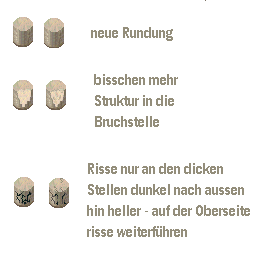 neue Rundung
bisschen mehr
Struktur in die
Bruchstelle
Risse nur an den dicken
Stellen dunkel nach aussen
hin heller - auf der Oberseite
risse weiterführen